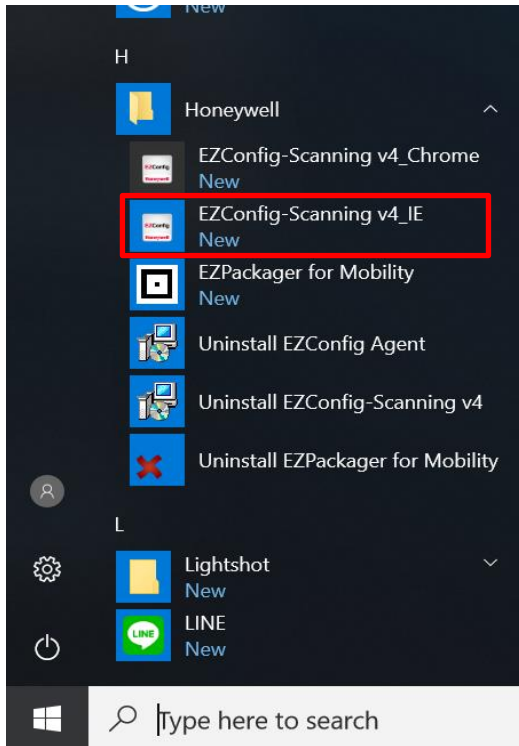 New
H
Honeywell
EZConfig-Scanning v4_Chrome
New
EZConfig-Scanning v4_IE
New
EZPackager for Mobility
New
Uninstall EZConfig Agent
Uninstall EZConfig-Scanning v4
Uninstall EZPackager for Mobility
L
Lightshot
New
LINE
LINE
New
Type here to search